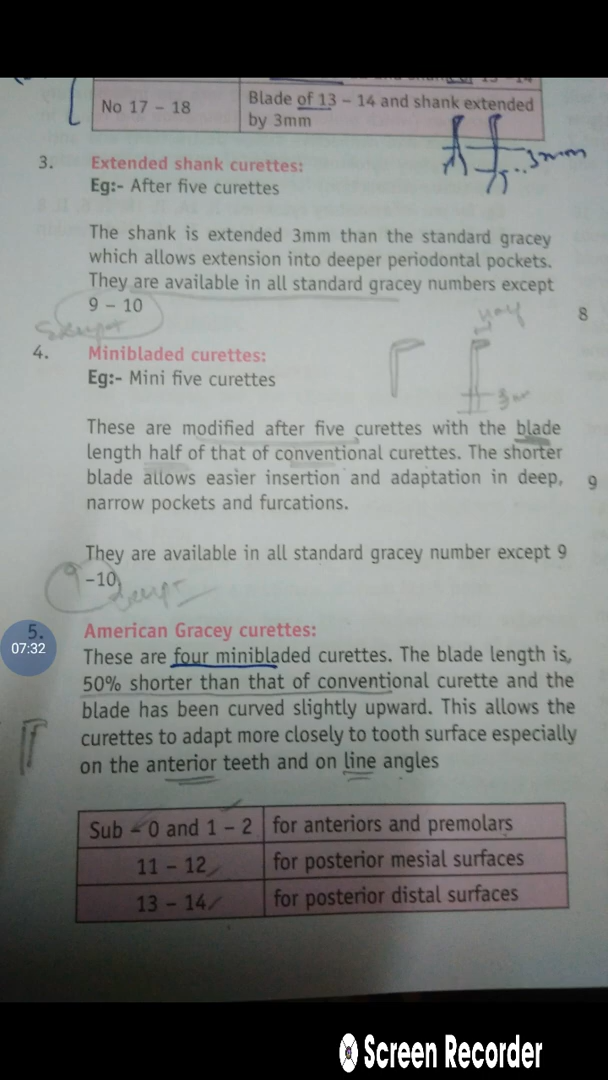 No 17 - 18
Blade of 13 - 14 and shank extended
by 3mm
3mm
3. Extended shank curettes:
Eg:- After five curettes
The shank is extended 3mm than the standard gracey
which allows extension into deeper periodontal pockets.
They are available in all standard gracey numbers except
9 - 10
8
4. Minibladed curettes:
Eg:- Mini five curettes
These are modified after five curettes with the blade
length half of that of conventional curettes. The shorter
blade allows easier insertion and adaptation in deep,
9
narrow pockets and furcations.
They are available in all standard gracey number except 9
-10
5. American Gracey curettes:
07:32
These are four minibladed curettes. The blade length is
50% shorter than that of conventional curette and the
blade has been curved slightly upward. This allows the
curettes to adapt more closely to tooth surface especially
on the anterior teeth and on line angles
Sub - 0 and 1 - 2 for anteriors and premolars
11 - 12 for posterior mesial surfaces
13 - 14 for posterior distal surfaces
Screen Recorder